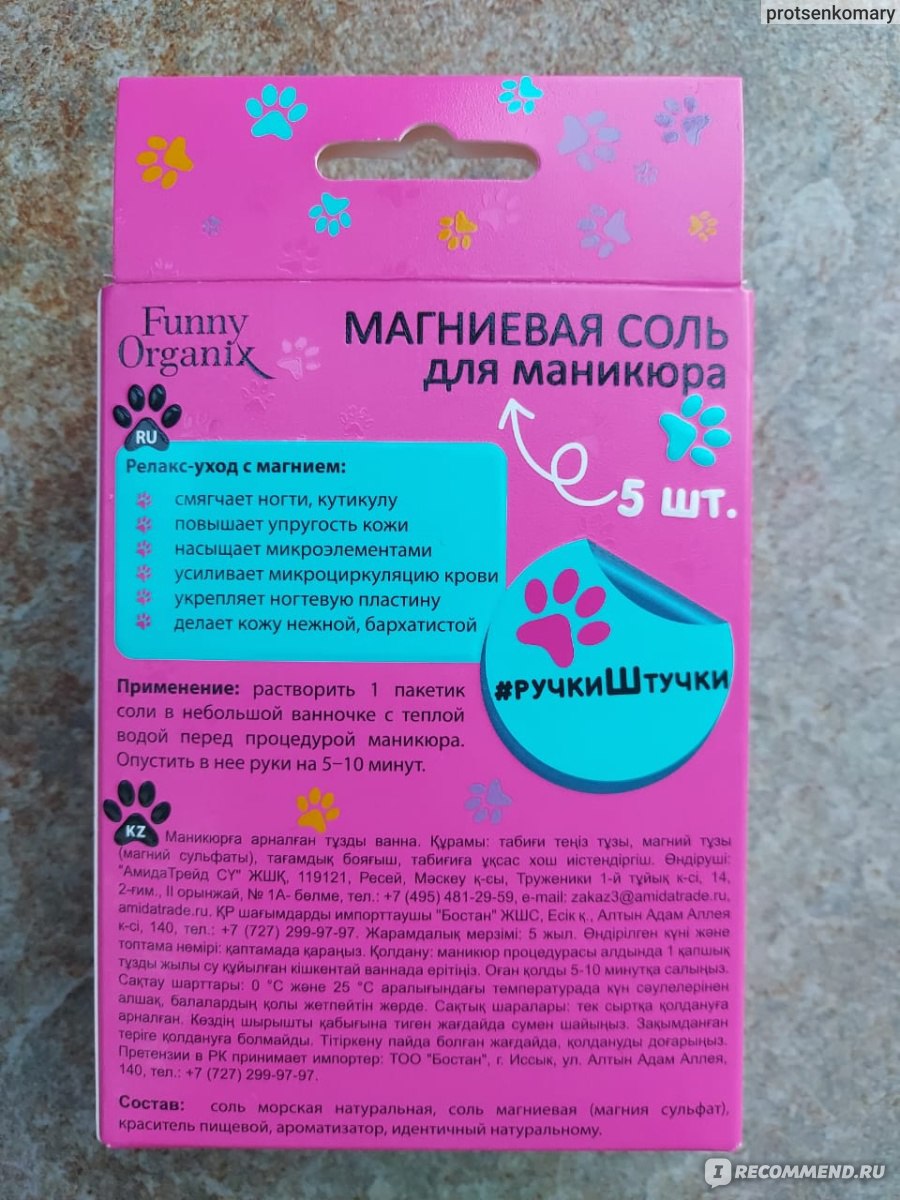 protsenkomary
Funny
Organix
МАГНИЕВАЯ СОЛЬ
для маникюра
5 шт.
RU
Релакс-уход с магнием:
смягчает ногти, кутикулу
повышает упругость кожи
насыщает микроэлементами
усиливает микроциркуляцию крови
укрепляет ногтевую пластину
делает кожу нежной, бархатистой
#РУЧКИШТУЧКИ
Применение: растворить 1 пакетик
соли в небольшой ванночке с теплой
водой перед процедурой маникюра.
Опустить в нее руки на 5–10 минут.
KZ
Маникюрға арналған тұзды ванна. Құрамы: табиғи теңіз тұзы, магний тұзы
(магний сульфаты), тағамдық бояғыш, табиғиға ұқсас хош иістендіргіш. Өндіруші:
"АмидаТрейд СҮ" ЖШҚ, 119121, Ресей, Мәскеу қ-сы, Труженики 1-й тұйық к-сі, 14,
2-ғим., II орынжай, № 1А- бөлме, тел.: +7 (495) 481-29-59, e-mail: zakaz3@amidatrade.ru,
amidatrade.ru. ҚР шағымдарды импорттаушы "Бостан" ЖШС, Есік қ., Алтын Адам Аллея
к-сі, 140, тел.: +7 (727) 299-97-97. Жарамдалық мерзімі: 5 жыл. Өндірілген күні және
топтама нөмірі: қаптамада қараңыз. Қолдану: маникюр процедурасы алдында 1 қапшық
тұзды жылы су құйылған кішкентай ваннада ерітіңіз. Оған қолды 5-10 минутқа салыңыз.
Сақтау шарттары: 0 °C және 25 °C аралығындағы температурада күн сәулелерінен
алшақ, балалардың қолы жетпейтін жерде. Сақтық шаралары: тек сыртқа қолдануға
арналған. Көздің шырышты қабығына тиген жағдайда сумен шайыңыз. Зақымданған
теріге қолдануға болмайды. Тітіркену пайда болған жағдайда, қолдануды доғарыңыз.
Претензии в РК принимает импортер: ТОО "Бостан", г. Иссык, ул. Алтын Адам Аллея,
140, тел.: +7 (727) 299-97-97.
Состав: соль морская натуральная, соль магниевая (магния сульфат),
краситель пищевой, ароматизатор, идентичный натуральному.
IRECOMMEND.RU